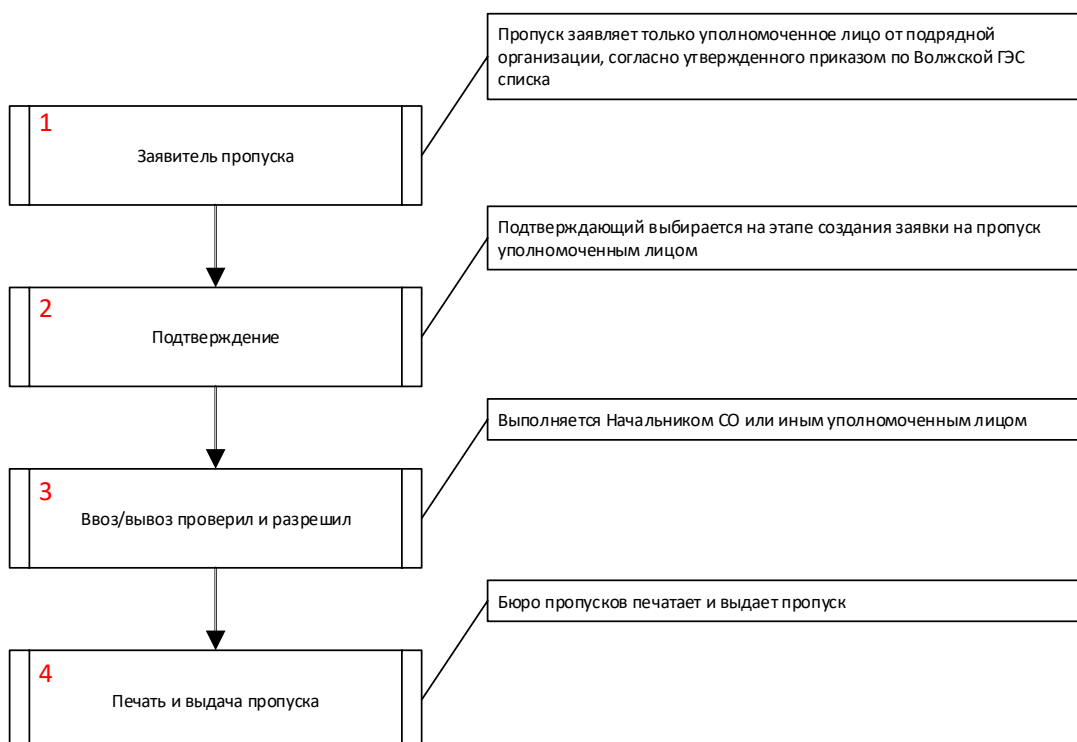 Пропуск заявляет только уполномоченное лицо от подрядной
организации, согласно утвержденного приказом по Волжской ГЭС
списка
1
Заявитель пропуска
Подтверждающий выбирается на этапе создания заявки на пропуск
уполномоченным лицом
2
Подтверждение
Выполняется Начальником СО или иным уполномоченным лицом
3
Ввоз/вывоз проверил и разрешил
Бюро пропусков печатает и выдает пропуск
4
Печать и выдача пропуска